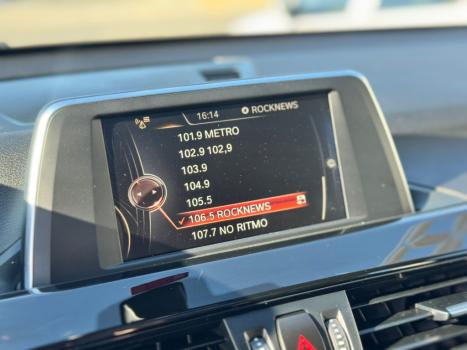 16:14 ROCKNEWS
101.9 METRO
102.9 102,9
103.9
104.9
105.5
106.5 ROCKNEWS
107.7 NO RITMO